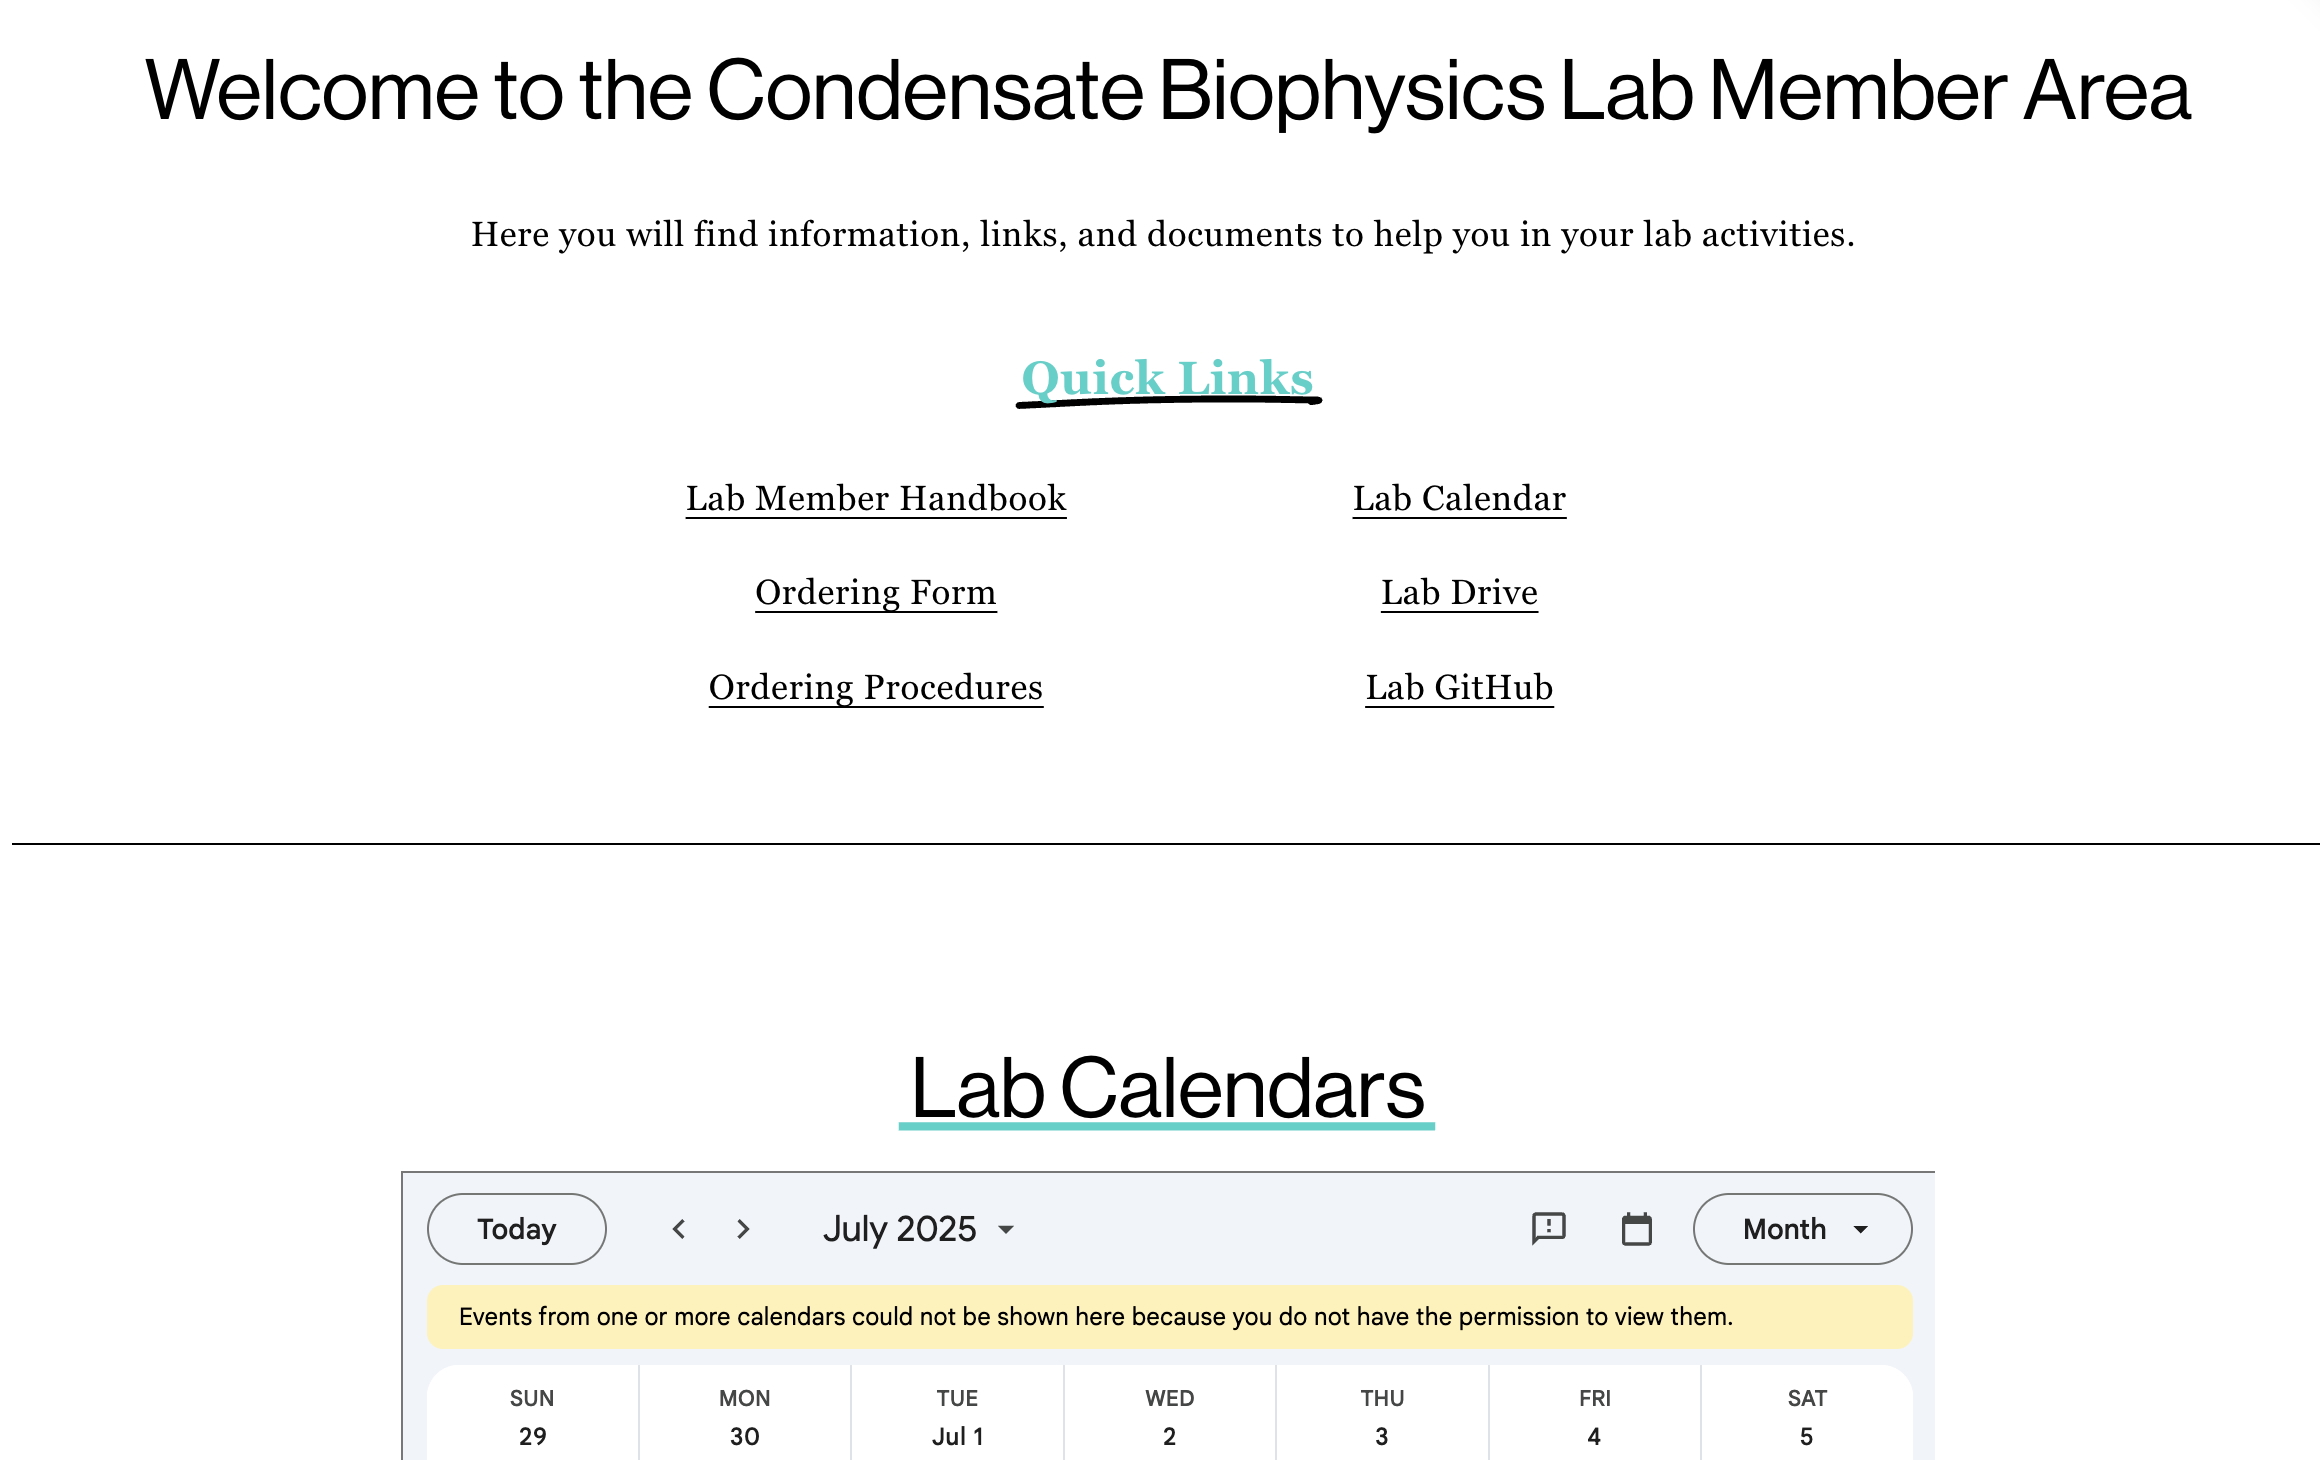 Welcome to the Condensate Biophysics Lab Member Area
Here you will find information, links, and documents to help you in your lab activities.
Quick Links
Lab Member Handbook
Ordering Form
Ordering Procedures
Lab Calendar
Lab Drive
Lab GitHub
Lab Calendars
Today
July 2025
Month
Events from one or more calendars could not be shown here because you do not have the permission to view them.
SUN MON TUE WED THU FRI SAT
29 30 Jul 1 2 3 4 5